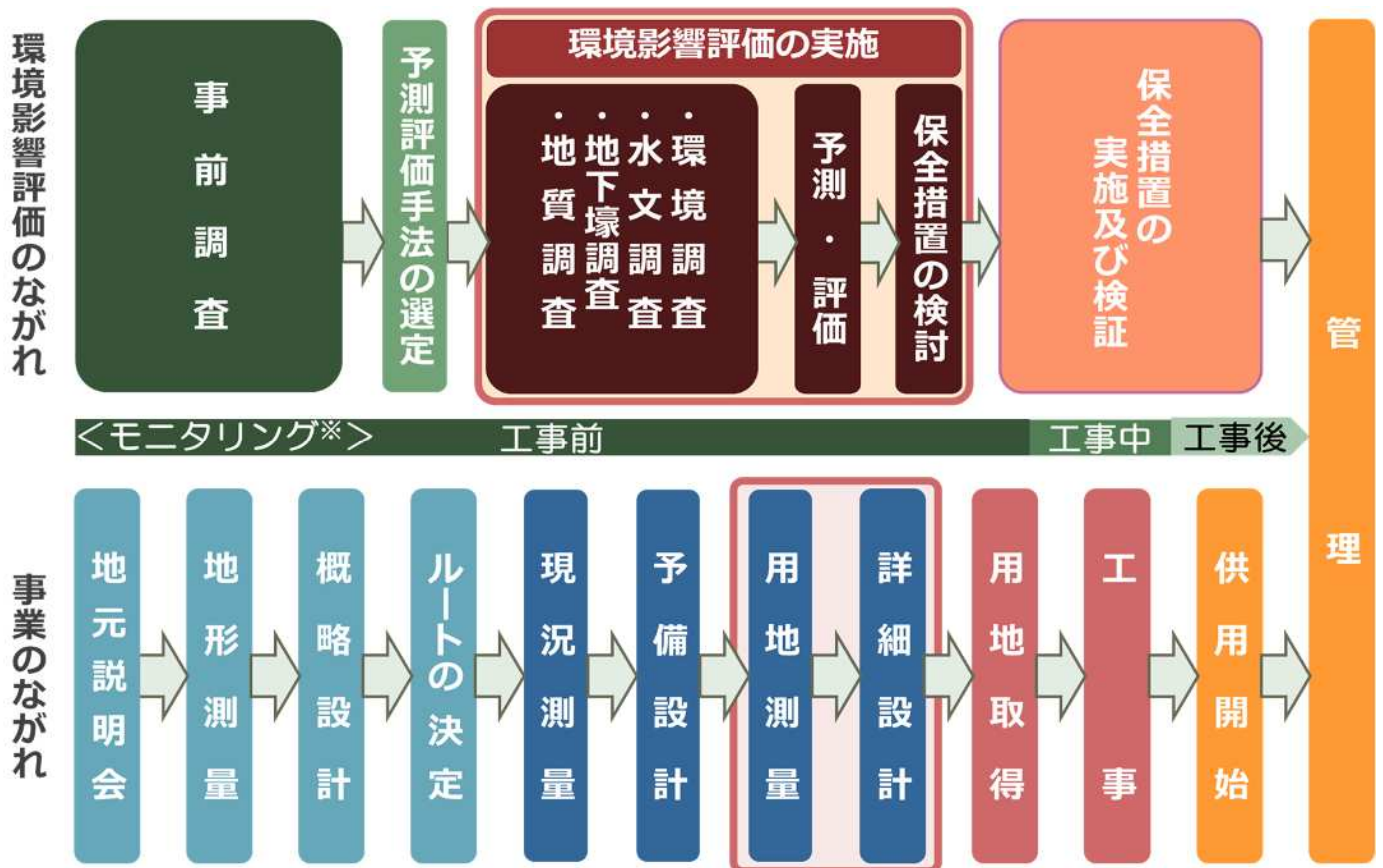 環境影響評価のながれ
事前調査
予測評価手法の選定
環境影響評価の実施
・環境調査
・水文調査
・地下壕調査
・地質調査
予測・評価
保全措置の検討
保全措置の
実施及び検証
管理
＜モニタリング※＞
工事前
工事中
工事後
事業のながれ
地元説明会
地形測量
概略設計
ルートの決定
現況測量
予備設計
用地測量
詳細設計
用地取得
工事
供用開始